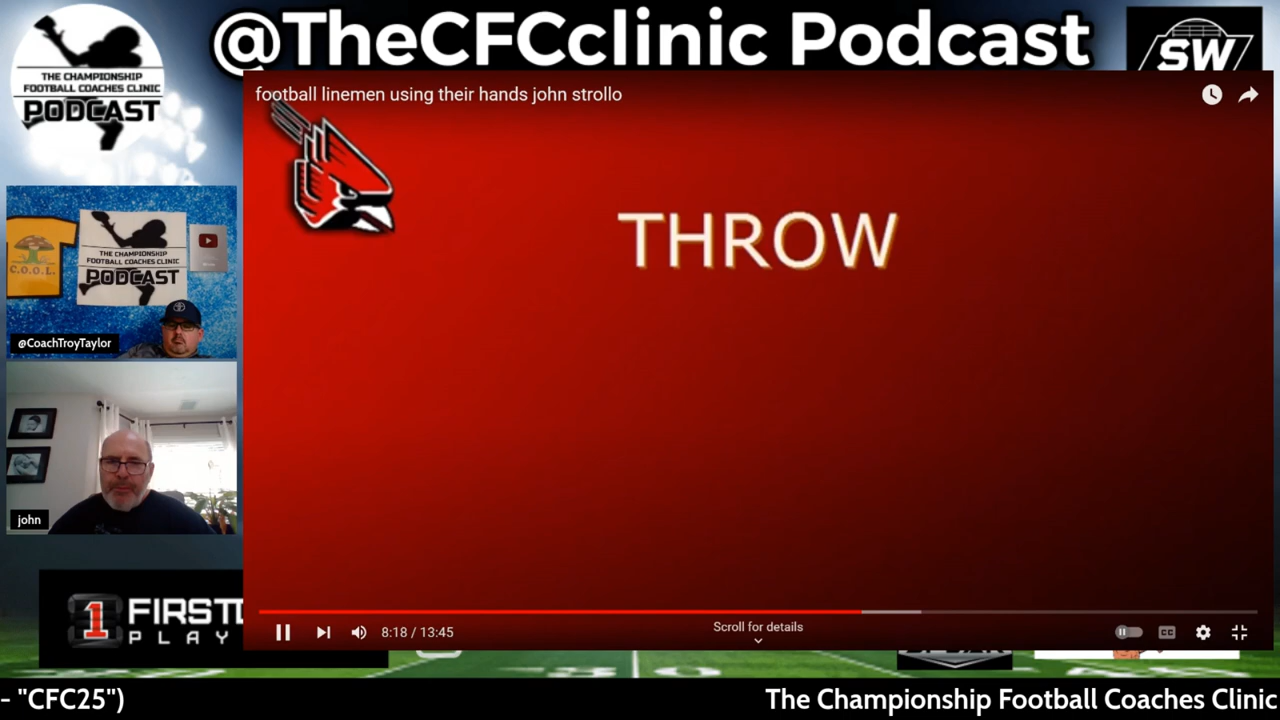 @TheCFCclinic Podcast
THE CHAMPIONSHIP
FOOTBALL COACHES CLINIC
PODCAST
SW
football linemen using their hands john strollo
THROW
C.O.O.L.
THE CHAMPIONSHIP
FOOTBALL COACHES CLINIC
PODCAST
@CoachTroyTaylor
john
1
PLAY
8:18 / 13:45
Scroll for details
CC
- "CFC25")
The Championship Football Coaches Clinic